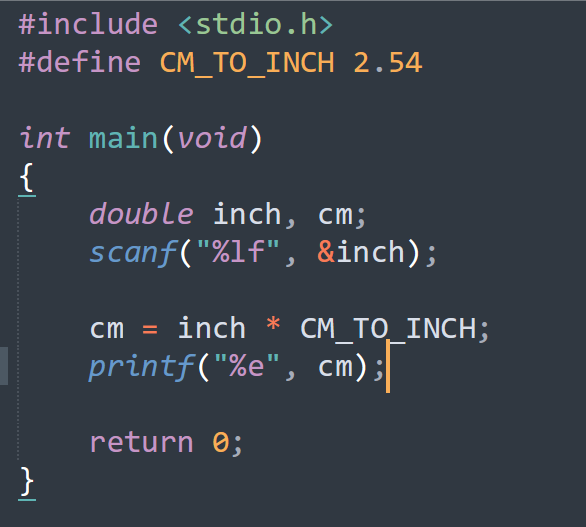 #include <stdio.h>
#define CM_TO_INCH 2.54
int main(void)
{
double inch, cm;
scanf("%lf", &inch);
cm = inch * CM_TO_INCH;
printf("%e", cm);
return 0;
}